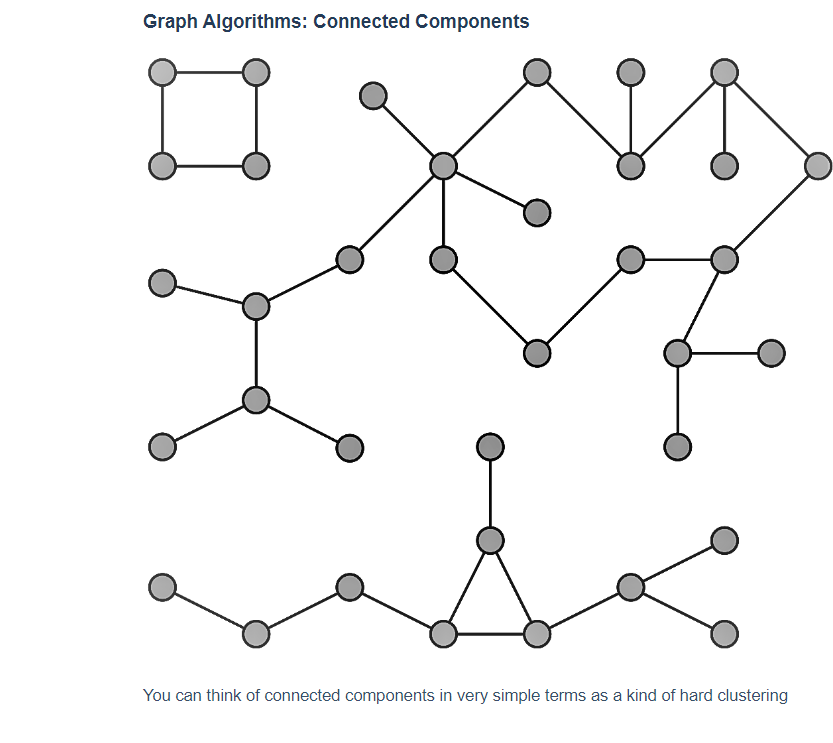 Graph Algorithms: Connected Components
You can think of connected components in very simple terms as a kind of hard clustering